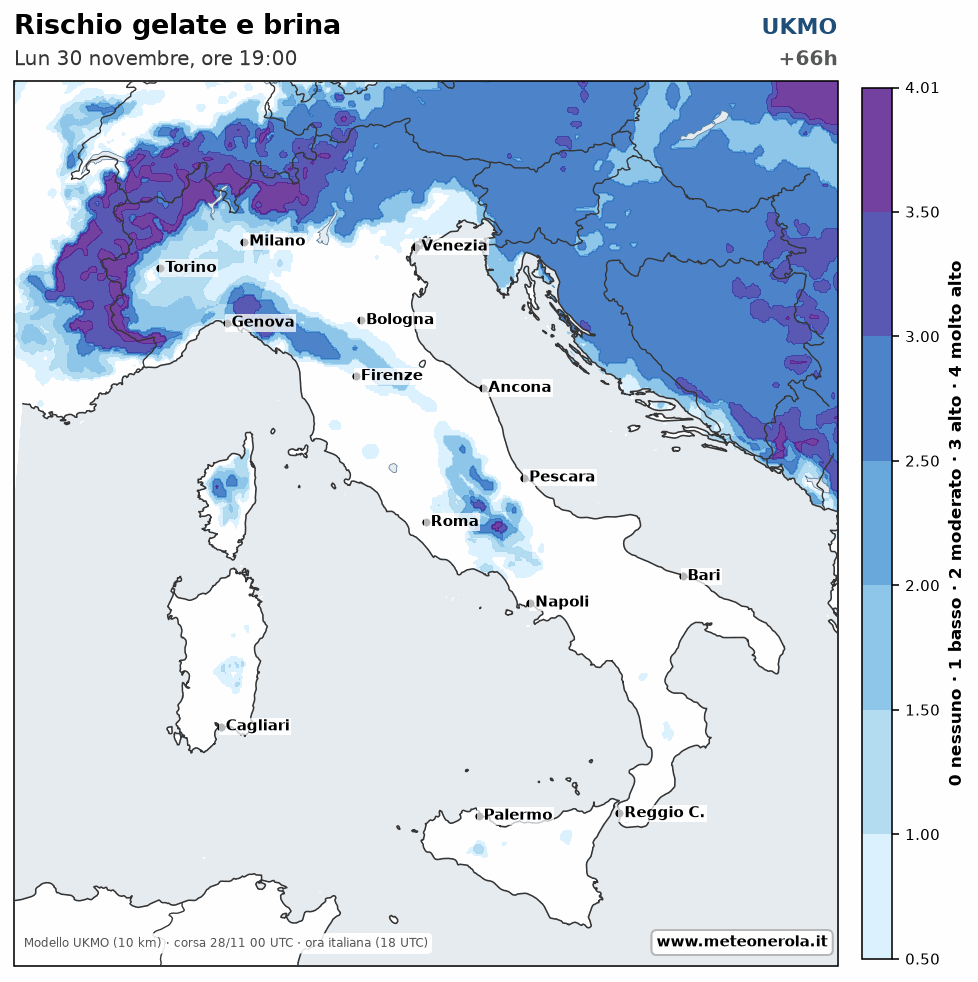 Rischio gelate e brina
UKMO
Lun 30 novembre, ore 19:00
+66h
4.01
3.50
3.00
2.50
2.00
1.50
1.00
0.50
0 nessuno · 1 basso · 2 moderato · 3 alto · 4 molto alto
Milano
Venezia
Torino
Genova
Bologna
Firenze
Ancona
Pescara
Roma
Bari
Napoli
Cagliari
Palermo
Reggio C.
Modello UKMO (10 km) · corsa 28/11 00 UTC · ora italiana (18 UTC)
www.meteonerola.it